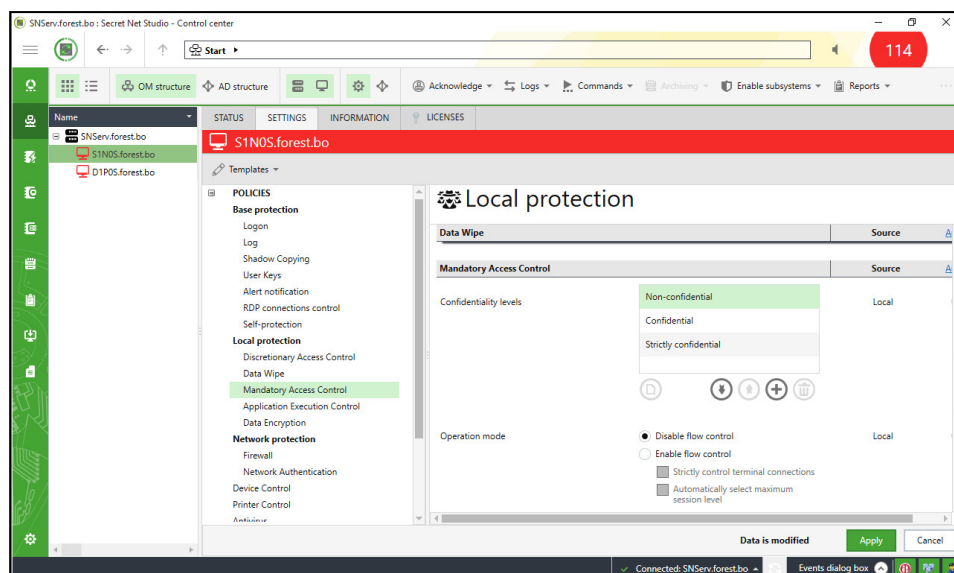 SNServ.forest.bo : Secret Net Studio - Control center
Start
114
OM structure
AD structure
Acknowledge
Logs
Commands
Archiving
Enable subsystems
Reports
Name
SNServ.forest.bo
S1N0S.forest.bo
D1P0S.forest.bo
STATUS
SETTINGS
INFORMATION
LICENSES
S1N0S.forest.bo
Templates
POLICIES
Base protection
Logon
Log
Shadow Copying
User Keys
Alert notification
RDP connections control
Self-protection
Local protection
Discretionary Access Control
Data Wipe
Mandatory Access Control
Application Execution Control
Data Encryption
Network protection
Firewall
Network Authentication
Device Control
Printer Control
Antivirus
Local protection
Data Wipe
Source
A
Mandatory Access Control
Source
A
Confidentiality levels
Non-confidential
Confidential
Strictly confidential
Local
Operation mode
Disable flow control
Local
Enable flow control
Strictly control terminal connections
Automatically select maximum
session level
Data is modified
Apply
Cancel
Connected: SNServ.forest.bo
Events dialog box